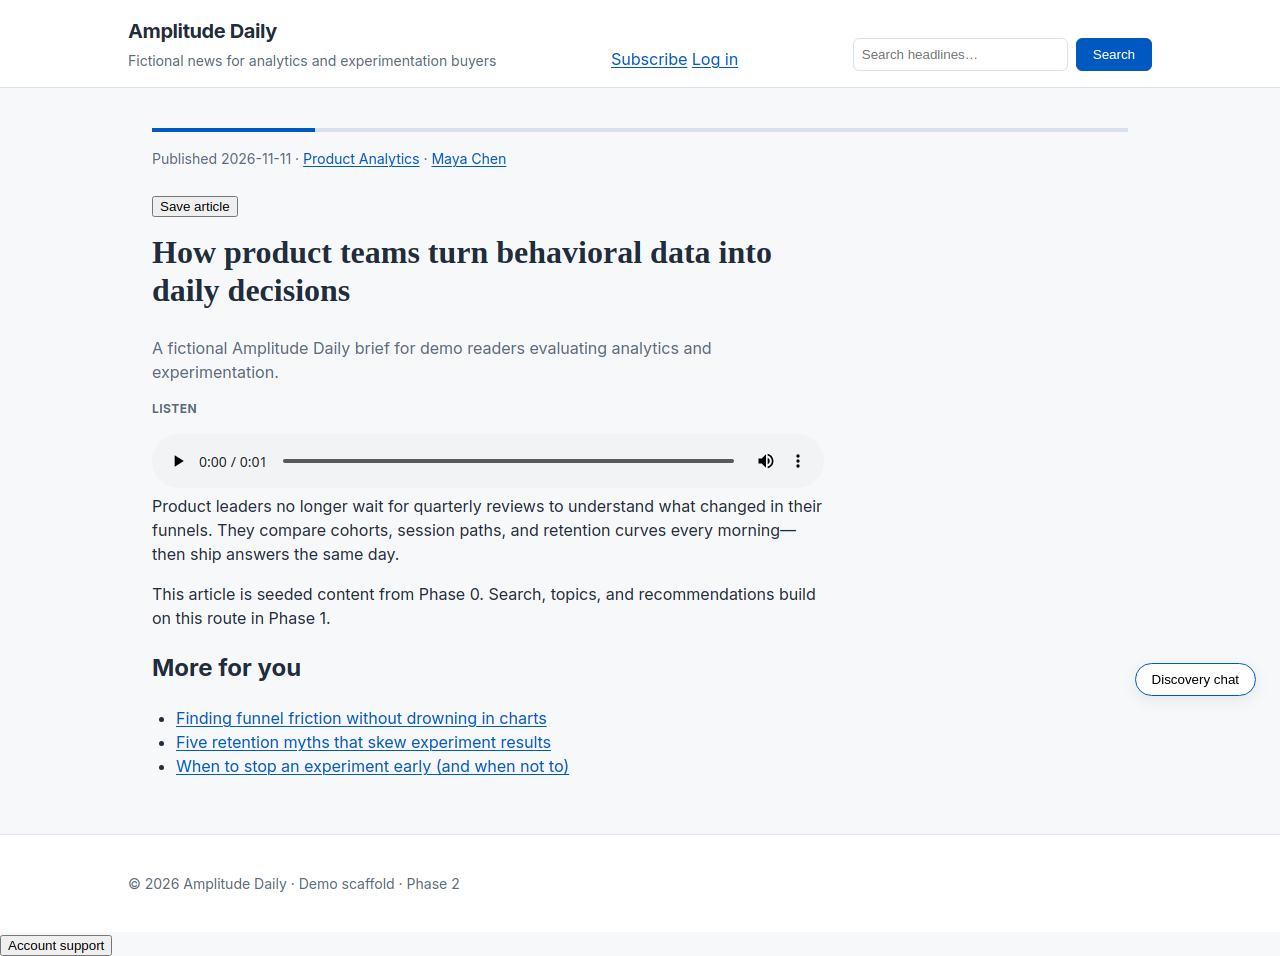 Amplitude Daily
Fictional news for analytics and experimentation buyers
Subscribe Log in
Search headlines…
Search
Published 2026-11-11 · Product Analytics · Maya Chen
Save article
How product teams turn behavioral data into
daily decisions
A fictional Amplitude Daily brief for demo readers evaluating analytics and
experimentation.
LISTEN
0:00 / 0:01
Product leaders no longer wait for quarterly reviews to understand what changed in their
funnels. They compare cohorts, session paths, and retention curves every morning—
then ship answers the same day.
This article is seeded content from Phase 0. Search, topics, and recommendations build
on this route in Phase 1.
More for you
Finding funnel friction without drowning in charts
Five retention myths that skew experiment results
When to stop an experiment early (and when not to)
Discovery chat
© 2026 Amplitude Daily · Demo scaffold · Phase 2
Account support